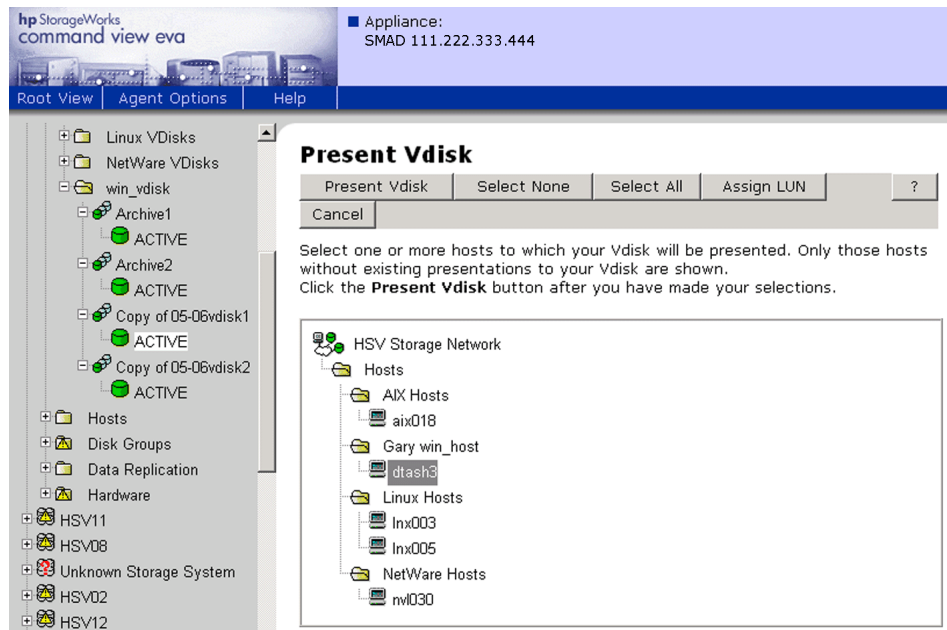 hp StorageWorks
command view eva
Appliance:
SMAD 111.222.333.444
Root View
Agent Options
Help
Linux VDisks
NetWare VDisks
win_vdisk
Archive1
ACTIVE
Archive2
ACTIVE
Copy of 05-06vdisk1
ACTIVE
Copy of 05-06vdisk2
ACTIVE
Hosts
Disk Groups
Data Replication
Hardware
HSV11
HSV08
Unknown Storage System
HSV02
HSV12
Present Vdisk
Present Vdisk
Select None
Select All
Assign LUN
?
Cancel
Select one or more hosts to which your Vdisk will be presented. Only those hosts
without existing presentations to your Vdisk are shown.
Click the Present Vdisk button after you have made your selections.
HSV Storage Network
Hosts
AIX Hosts
aix018
Gary win_host
dtash3
Linux Hosts
lnx003
lnx005
NetWare Hosts
nvl030